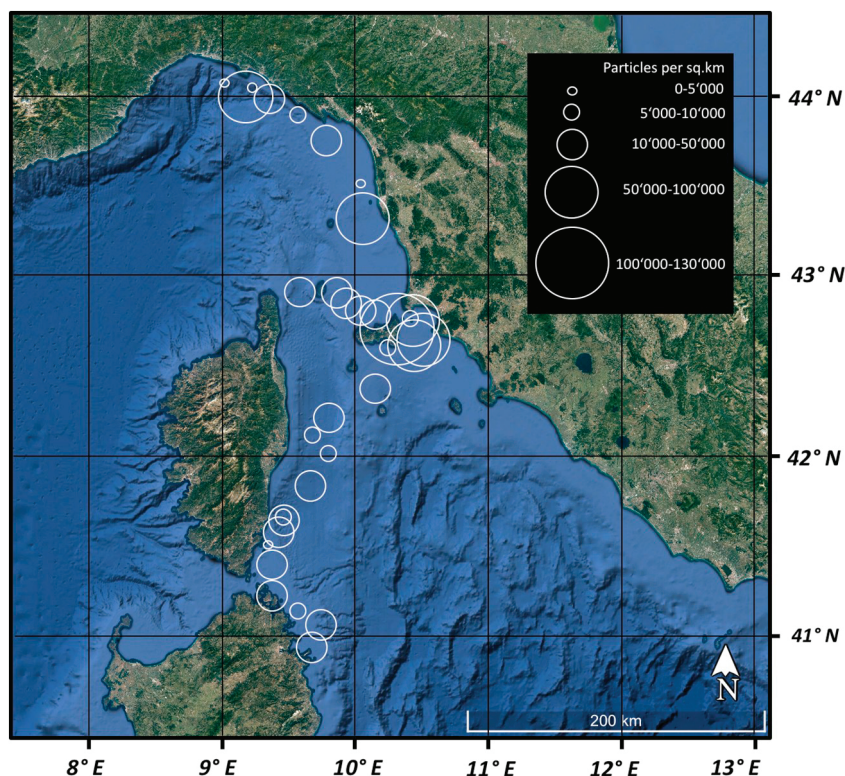 Particles per sq.km
0-5‘000
5‘000-10‘000
10‘000-50‘000
50‘000-100‘000
100‘000-130‘000
44° N
43° N
42° N
41° N
N
200 km
8° E 9° E 10° E 11° E 12° E 13° E